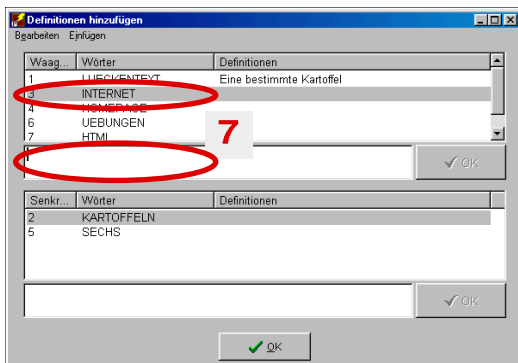 Definitionen hinzufügen
Bearbeiten Einfügen
Waag... Wörter Definitionen
1 LUECKENTEXT Eine bestimmte Kartoffel
3 INTERNET
4 HOMEPAGE
6 UEBUNGEN
7 HTML
7
OK
Senkr... Wörter Definitionen
2 KARTOFFELN
5 SECHS
OK
OK